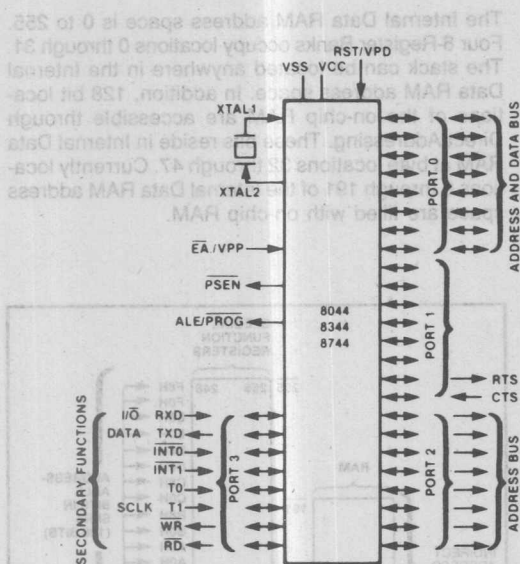 The Internal Data RAM address space is 0 to 255.
Four 8-Register Banks occupy locations 0 through 31.
The stack can be located anywhere in the Internal
Data RAM address space. In addition, 128 bit loca-
tions of the on-chip RAM are accessible through
Direct Addressing. These bits reside in Internal Data
RAM at byte locations 32 through 47. Currently loca-
tions 0 through 191 of the Internal Data RAM address
space are filled with on-chip RAM.
RST/VPD
VSS VCC
XTAL1
XTAL2
EA/VPP
PSEN
ALE/PROG
8044
8344
8744
PORT 0
ADDRESS AND DATA BUS
PORT 1
RTS
CTS
PORT 2
ADDRESS BUS
SECONDARY FUNCTIONS
I/O RXD
DATA TXD
INT0
INT1
T0
SCLK T1
WR
RD
PORT 3
FUNCTION
REGISTERS
255 248
RAM
INDIRECT